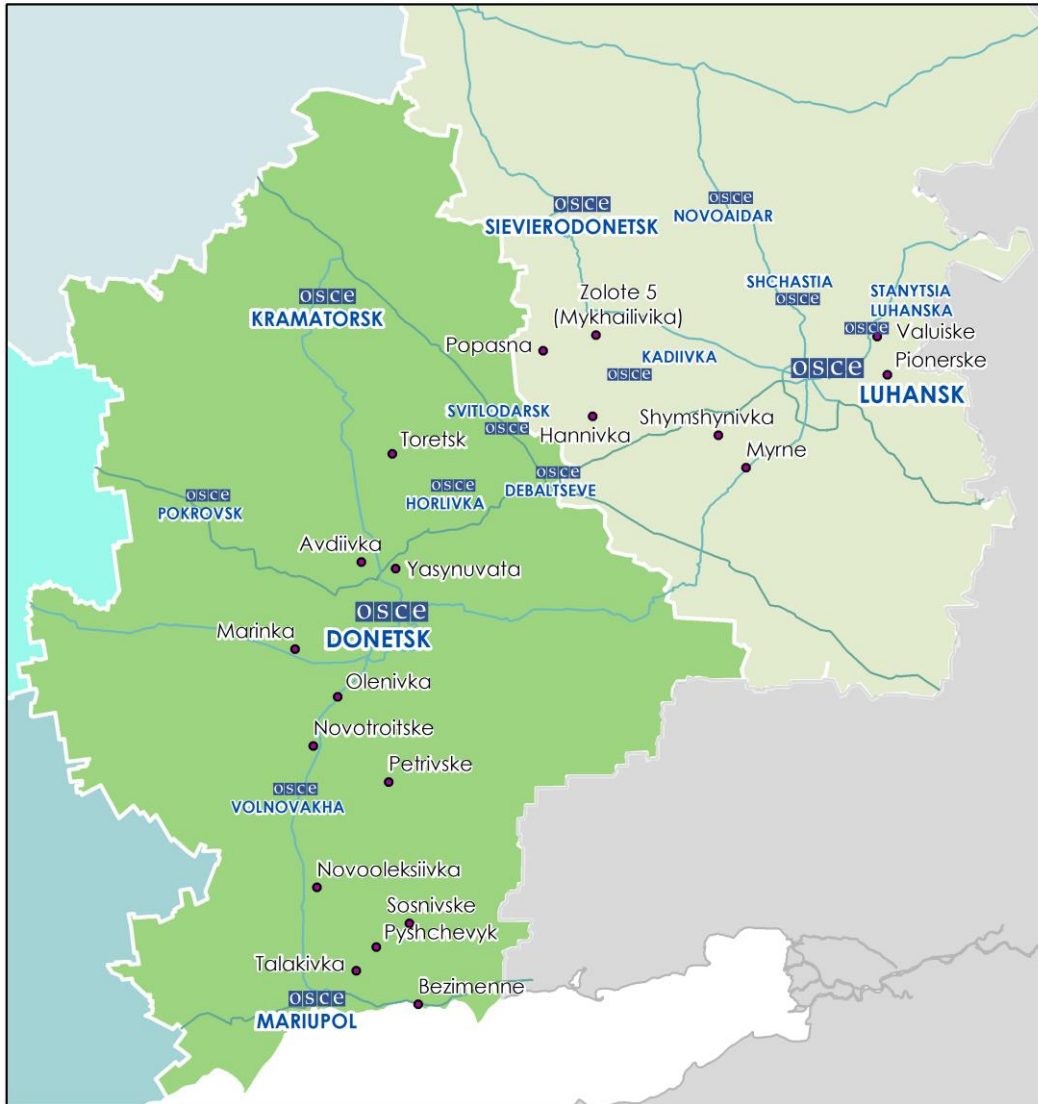 osce
SIEVIERODONETSK
osce
NOVOAIDAR
osce
KRAMATORSK
SHCHASTIA
osce
STANYTSIA
LUHANSKA
osce
Valuiske
Zolote 5
(Mykhailivika)
Popasna
KADIIVKA
osce
osce
LUHANSK
Pionerske
SVITLODARSK
osce
Hannivka
Shymshynivka
Myrne
Toretsk
osce
HORLIVKA
osce
DEBALTSEVE
osce
POKROVSK
Avdiivka
Yasynuvata
osce
DONETSK
Marinka
Olenivka
Novotroitske
Petrivske
osce
VOLNOVAKHA
Novooleksiivka
Sosnivske
Pyshchevyk
Talakivka
Bezimenne
osce
MARIUPOL